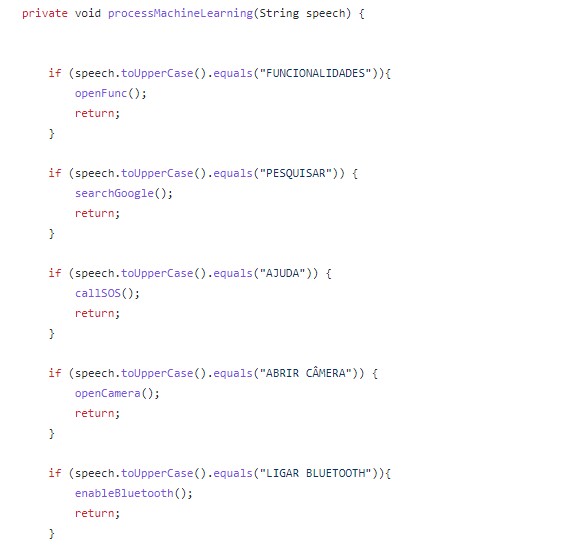 private void processMachineLearning(String speech) {
if (speech.toUpperCase().equals("FUNCIONALIDADES")){
openFunc();
return;
}
if (speech.toUpperCase().equals("PESQUISAR")) {
searchGoogle();
return;
}
if (speech.toUpperCase().equals("AJUDA")) {
callSOS();
return;
}
if (speech.toUpperCase().equals("ABRIR CÂMERA")) {
openCamera();
return;
}
if (speech.toUpperCase().equals("LIGAR BLUETOOTH")){
enableBluetooth();
return;
}